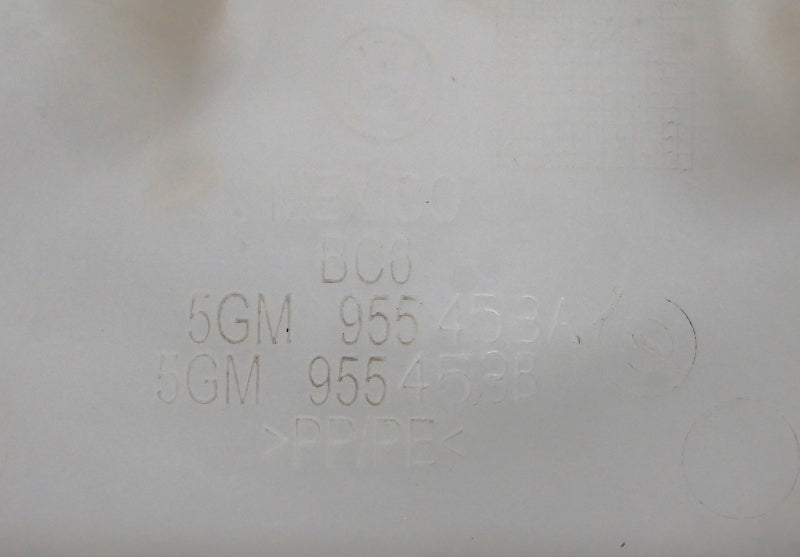 MEXICO
BC6
5GM 955 453A
5GM 955 453B
>PP/PE<